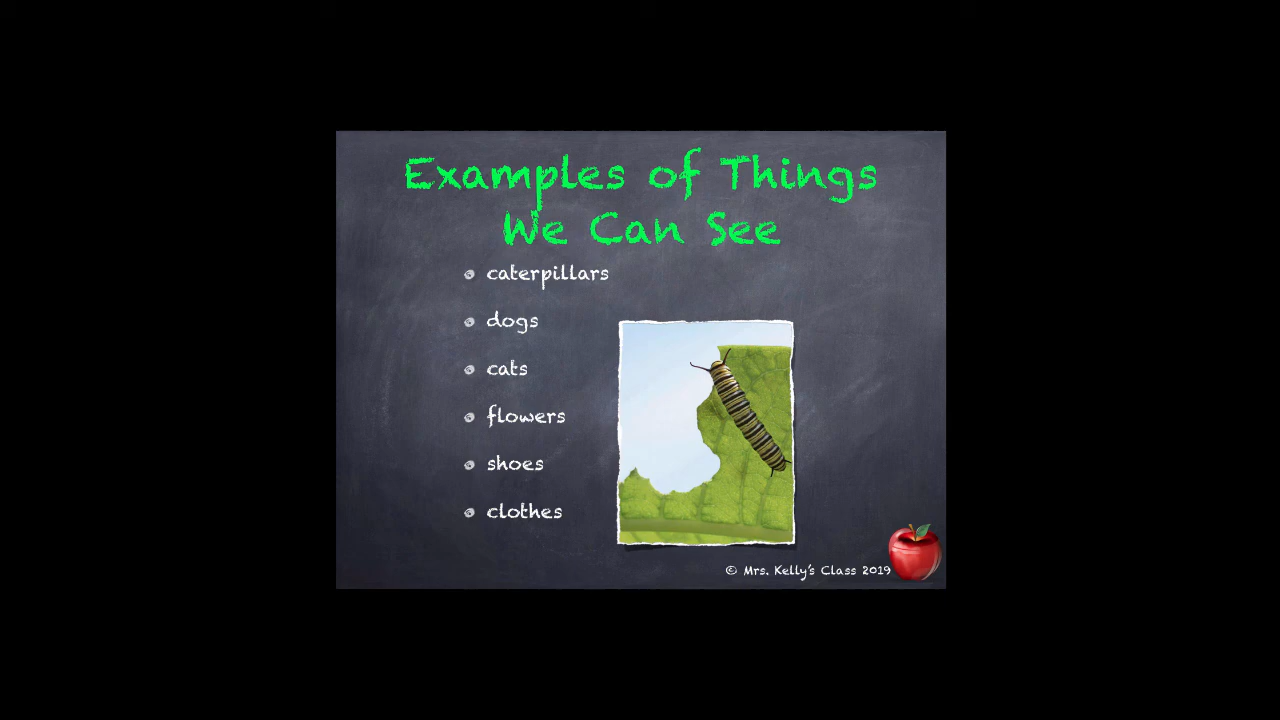 Examples of Things
We Can See
caterpillars
dogs
cats
flowers
shoes
clothes
© Mrs. Kelly's Class 2019